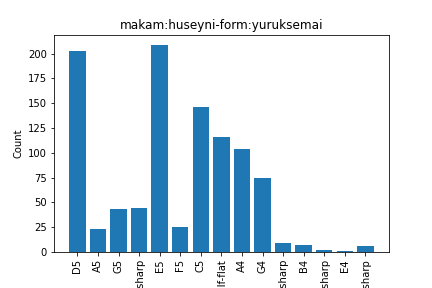 makam:huseyni-form:yuruksemai
200
175
150
125
100
75
50
25
0
Count
D5
A5
G5
sharp
E5
F5
C5
lf-flat
A4
G4
sharp
B4
sharp
E4
sharp